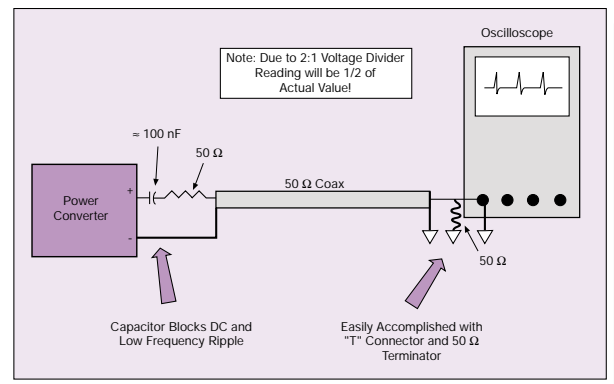 Oscilloscope
Note: Due to 2:1 Voltage Divider
Reading will be 1/2 of
Actual Value!
≈ 100 nF
50 Ω
50 Ω Coax
+
Power
Converter
-
50 Ω
Capacitor Blocks DC and
Low Frequency Ripple
Easily Accomplished with
"T" Connector and 50 Ω
Terminator